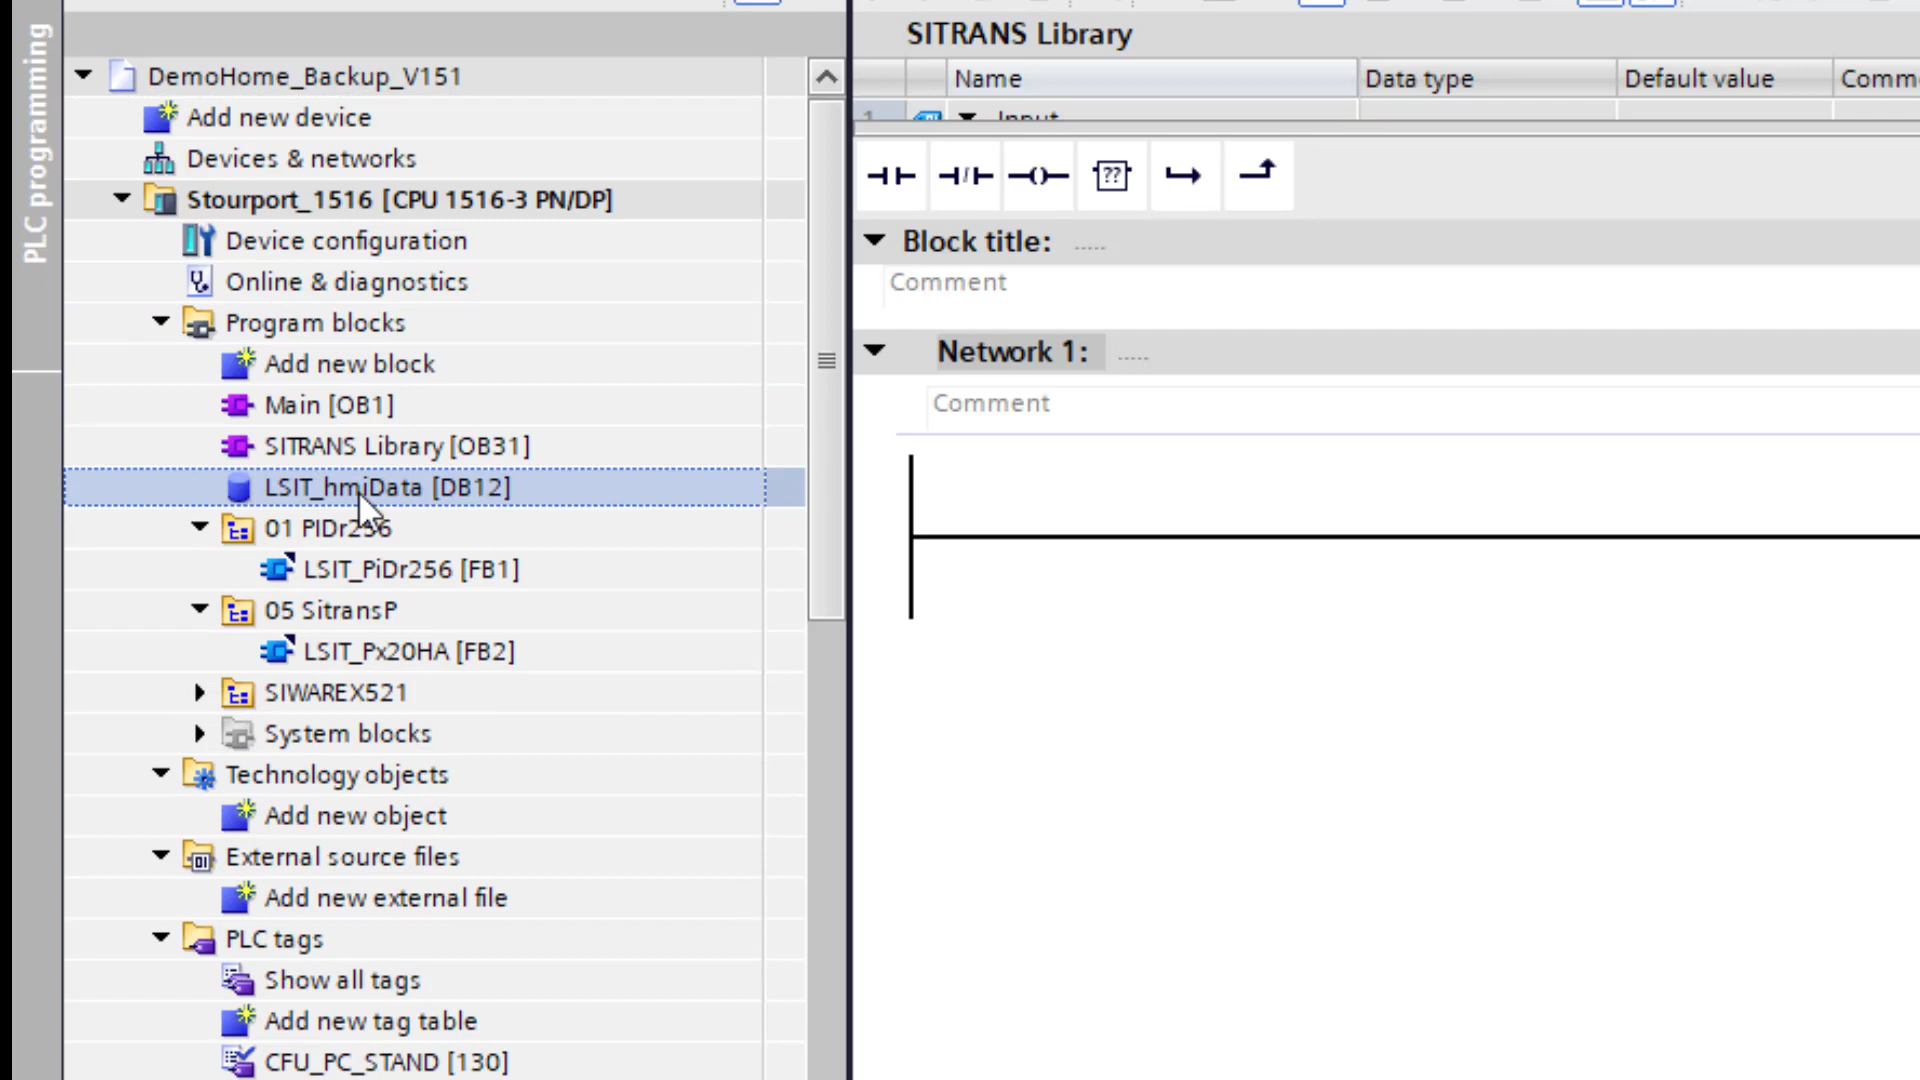 PLC programming
DemoHome_Backup_V151
Add new device
Devices & networks
Stourport_1516 [CPU 1516-3 PN/DP]
Device configuration
Online & diagnostics
Program blocks
Add new block
Main [OB1]
SITRANS Library [OB31]
LSIT_hmiData [DB12]
01 PIDr256
LSIT_PiDr256 [FB1]
05 SitransP
LSIT_Px20HA [FB2]
SIWAREX521
System blocks
Technology objects
Add new object
External source files
Add new external file
PLC tags
Show all tags
Add new tag table
CFU_PC_STAND [130]
SITRANS Library
Name Data type Default value Comme
1 Input
??
Block title: .....
Comment
Network 1: .....
Comment